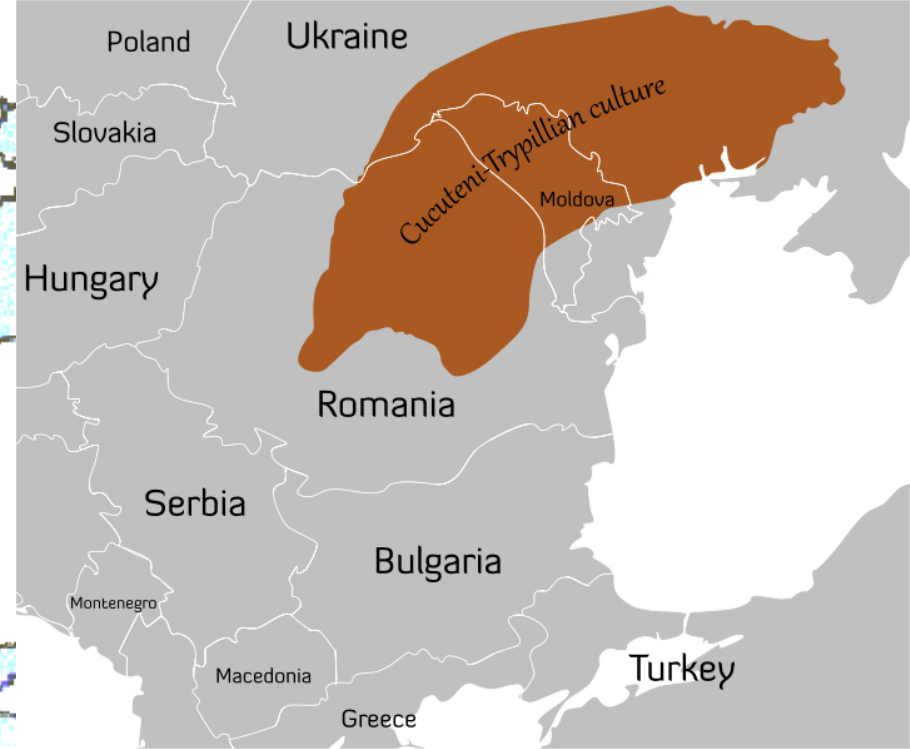 Poland
Ukraine
Slovakia
Cucuteni-Trypillian culture
Moldova
Hungary
Romania
Serbia
Bulgaria
Montenegro
Macedonia
Turkey
Greece